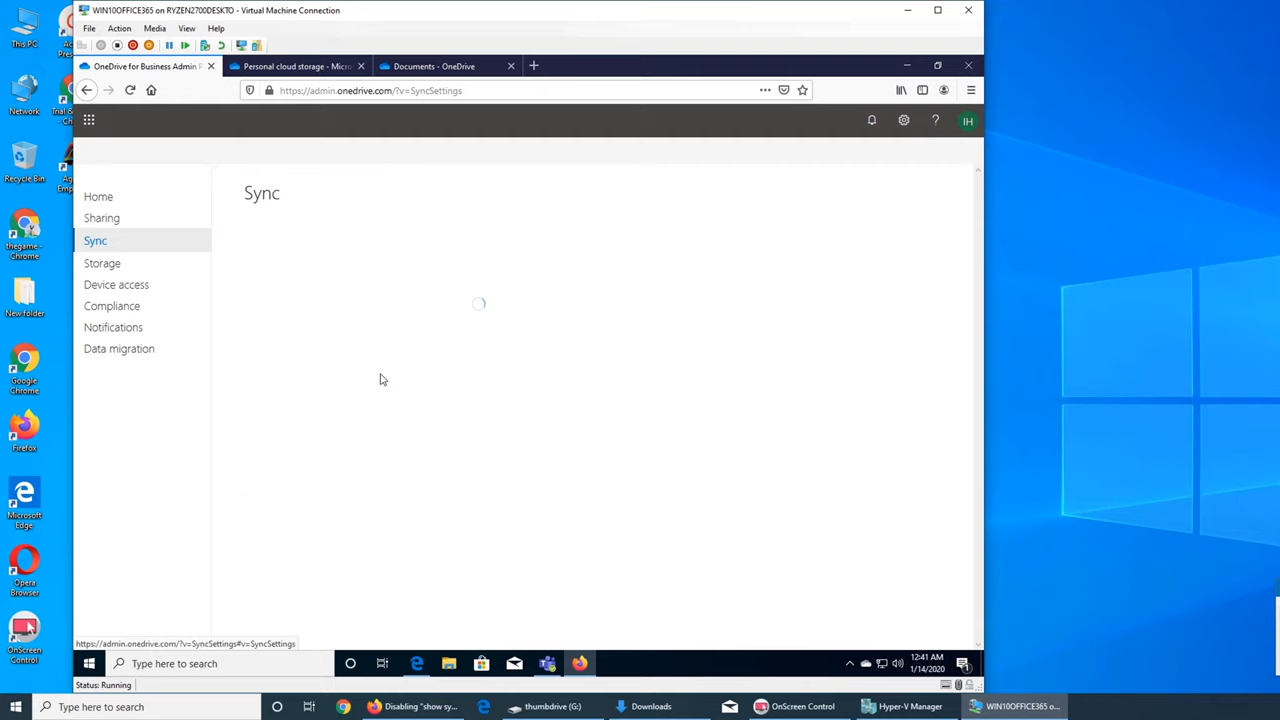 WIN10OFFICE365 on RYZEN2700DESKTO - Virtual Machine Connection
File Action Media View Help
OneDrive for Business Admin
Personal cloud storage - Micros
Documents - OneDrive
https://admin.onedrive.com/?v=SyncSettings
IH
Sync
Home
Sharing
Sync
Storage
Device access
Compliance
Notifications
Data migration
https://admin.onedrive.com/?v=SyncSettings#v=SyncSettings
Type here to search
12:41 AM
1/14/2020
1
Status: Running
This PC
Network
Recycle Bin
thegame -
Chrome
New folder
Google
Chrome
Firefox
Microsoft
Edge
Opera
Browser
OnScreen
Control
Type here to search
Disabling "show sy...
thumbdrive (G:)
Downloads
OnScreen Control
Hyper-V Manager
WIN10OFFICE365 o...